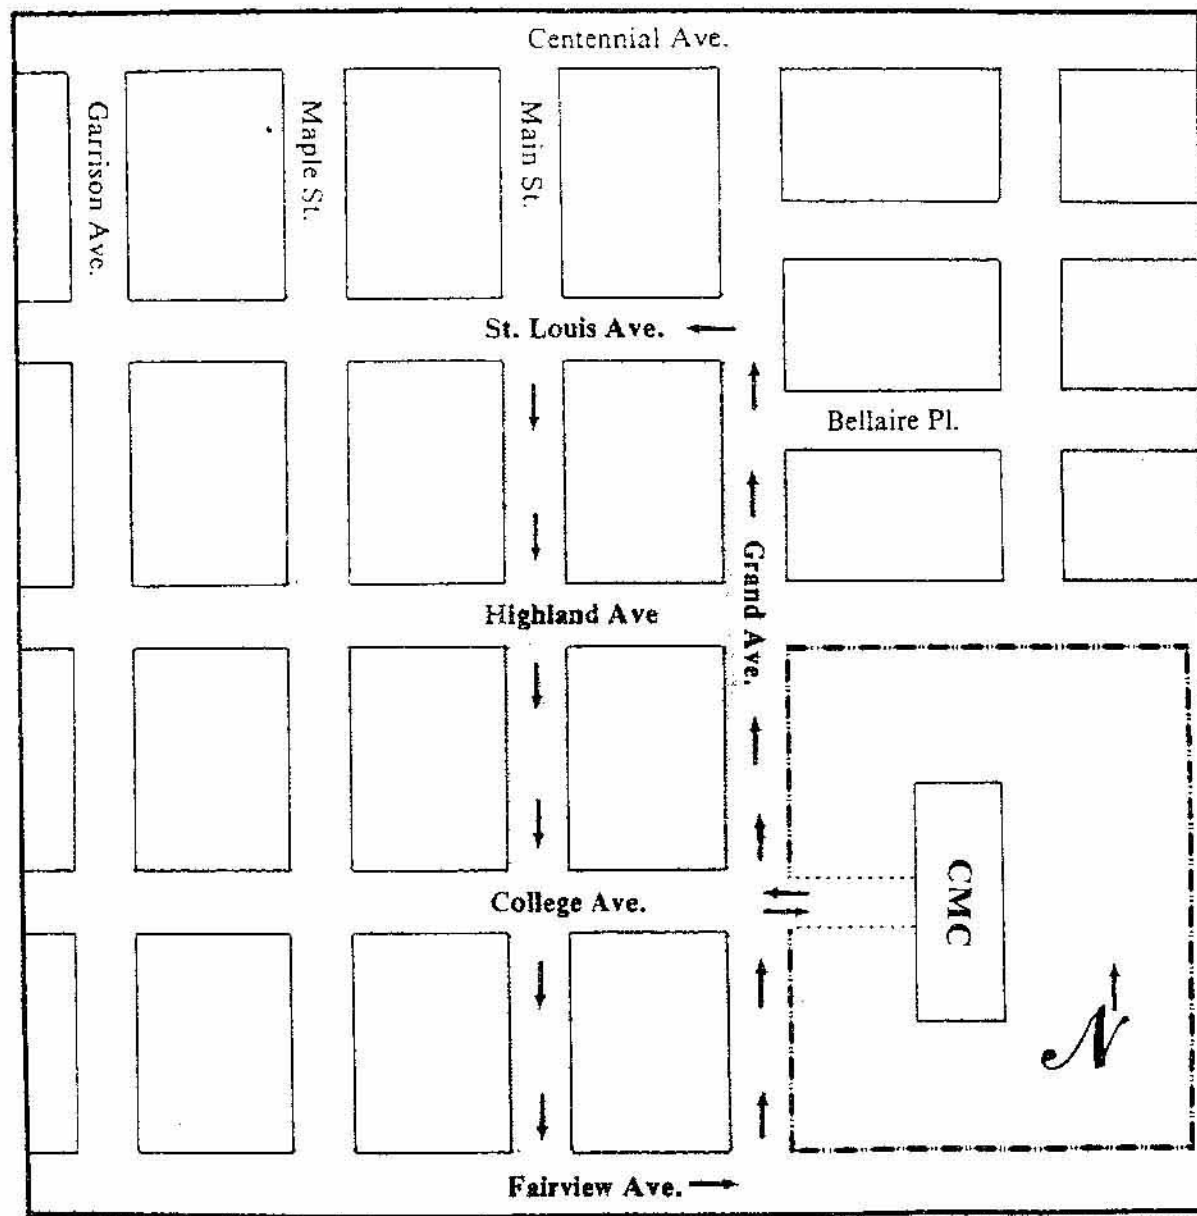 Centennial Ave.
Garrison Ave.
Maple St.
Main St.
St. Louis Ave.
Bellaire Pl.
Grand Ave.
Highland Ave
College Ave.
CMC
N
Fairview Ave.